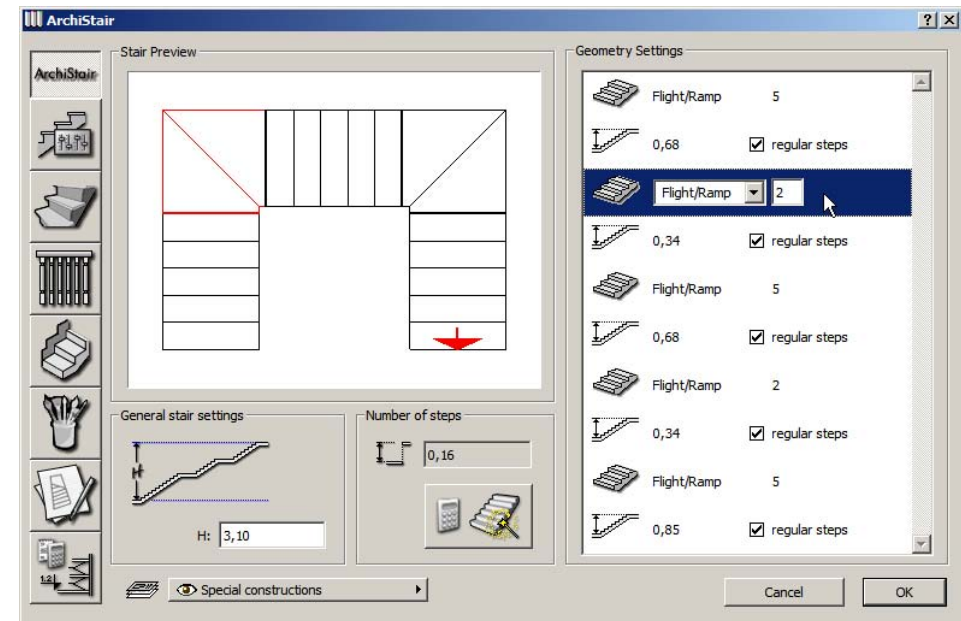 ArchiStair
ArchiStair
Stair Preview
General stair settings
H
H: 3,10
Number of steps
0,16
Special constructions
Geometry Settings
Flight/Ramp 5
0,68 regular steps
Flight/Ramp 2
0,34 regular steps
Flight/Ramp 5
0,68 regular steps
Flight/Ramp 2
0,34 regular steps
Flight/Ramp 5
0,85 regular steps
1.2
Cancel OK